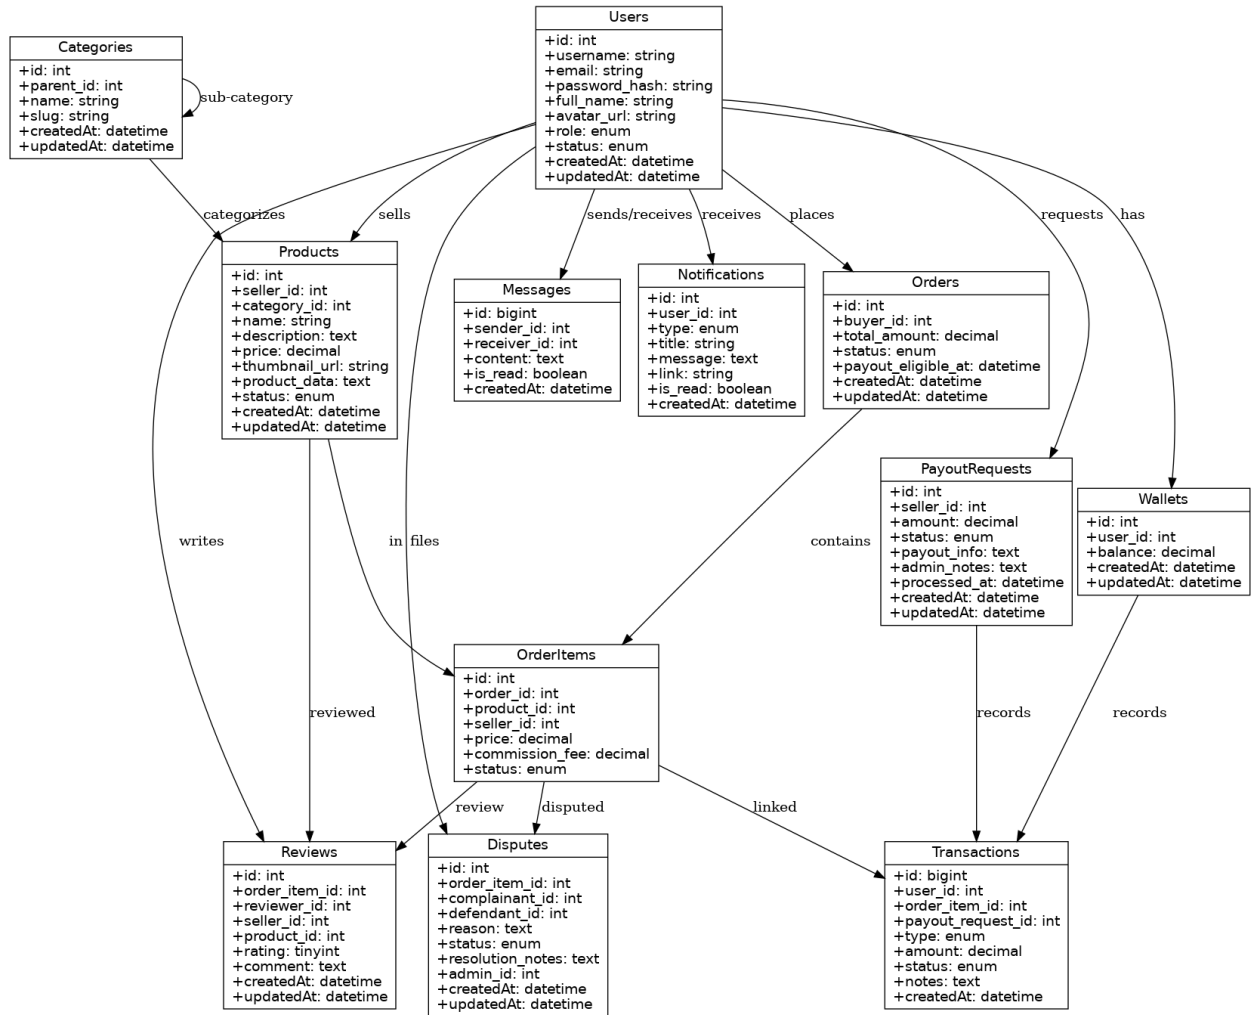 Users
+id: int
+username: string
+email: string
+password_hash: string
+full_name: string
+avatar_url: string
+role: enum
+status: enum
+createdAt: datetime
+updatedAt: datetime
Categories
+id: int
+parent_id: int
+name: string
+slug: string
+createdAt: datetime
+updatedAt: datetime
sub-category
categorizes
sells
sends/receives
receives
places
requests
has
Products
+id: int
+seller_id: int
+category_id: int
+name: string
+description: text
+price: decimal
+thumbnail_url: string
+product_data: text
+status: enum
+createdAt: datetime
+updatedAt: datetime
Messages
+id: bigint
+sender_id: int
+receiver_id: int
+content: text
+is_read: boolean
+createdAt: datetime
Notifications
+id: int
+user_id: int
+type: enum
+title: string
+message: text
+link: string
+is_read: boolean
+createdAt: datetime
Orders
+id: int
+buyer_id: int
+total_amount: decimal
+status: enum
+payout_eligible_at: datetime
+createdAt: datetime
+updatedAt: datetime
PayoutRequests
+id: int
+seller_id: int
+amount: decimal
+status: enum
+payout_info: text
+admin_notes: text
+processed_at: datetime
+createdAt: datetime
+updatedAt: datetime
Wallets
+id: int
+user_id: int
+balance: decimal
+createdAt: datetime
+updatedAt: datetime
writes
in
files
contains
OrderItems
+id: int
+order_id: int
+product_id: int
+seller_id: int
+price: decimal
+commission_fee: decimal
+status: enum
reviewed
records
records
review
disputed
linked
Reviews
+id: int
+order_item_id: int
+reviewer_id: int
+seller_id: int
+product_id: int
+rating: tinyint
+comment: text
+createdAt: datetime
+updatedAt: datetime
Disputes
+id: int
+order_item_id: int
+complainant_id: int
+defendant_id: int
+reason: text
+status: enum
+resolution_notes: text
+admin_id: int
+createdAt: datetime
+updatedAt: datetime
Transactions
+id: bigint
+user_id: int
+order_item_id: int
+payout_request_id: int
+type: enum
+amount: decimal
+status: enum
+notes: text
+createdAt: datetime